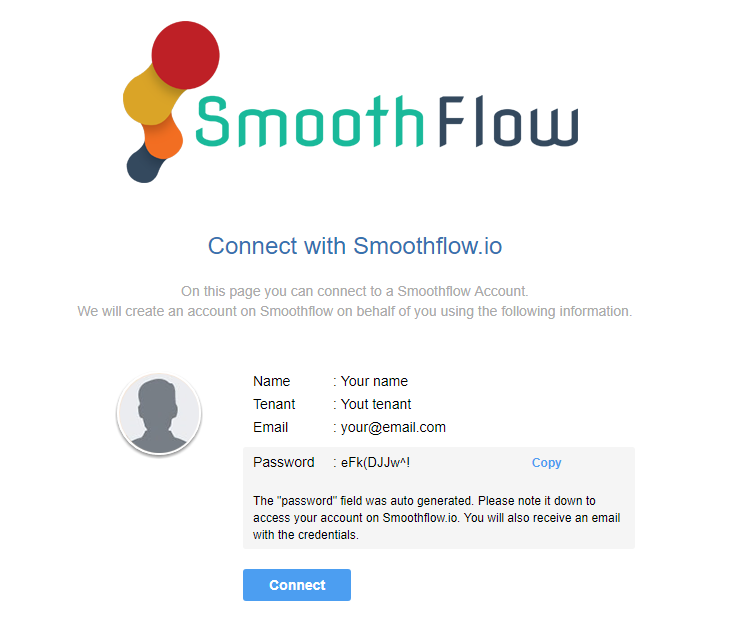 Smooth Flow
Connect with Smoothflow.io
On this page you can connect to a Smoothflow Account.
We will create an account on Smoothflow on behalf of you using the following information.
Name : Your name
Tenant : Yout tenant
Email : your@email.com
Password : eFk(DJJw^! Copy
The "password" field was auto generated. Please note it down to
access your account on Smoothflow.io. You will also receive an email
with the credentials.
Connect